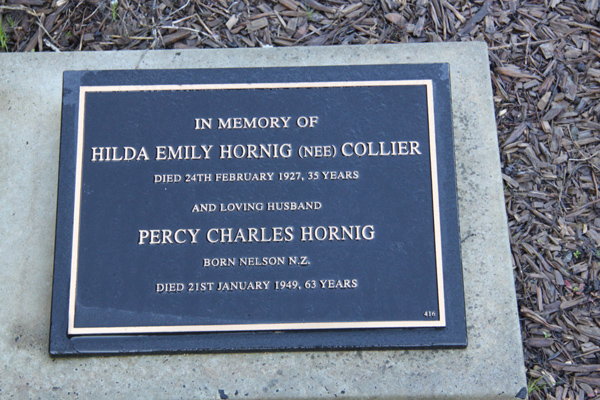 IN MEMORY OF
HILDA EMILY HORNIG (NEE) COLLIER
DIED 24TH FEBRUARY 1927, 35 YEARS
AND LOVING HUSBAND
PERCY CHARLES HORNIG
BORN NELSON N.Z.
DIED 21ST JANUARY 1949, 63 YEARS
416